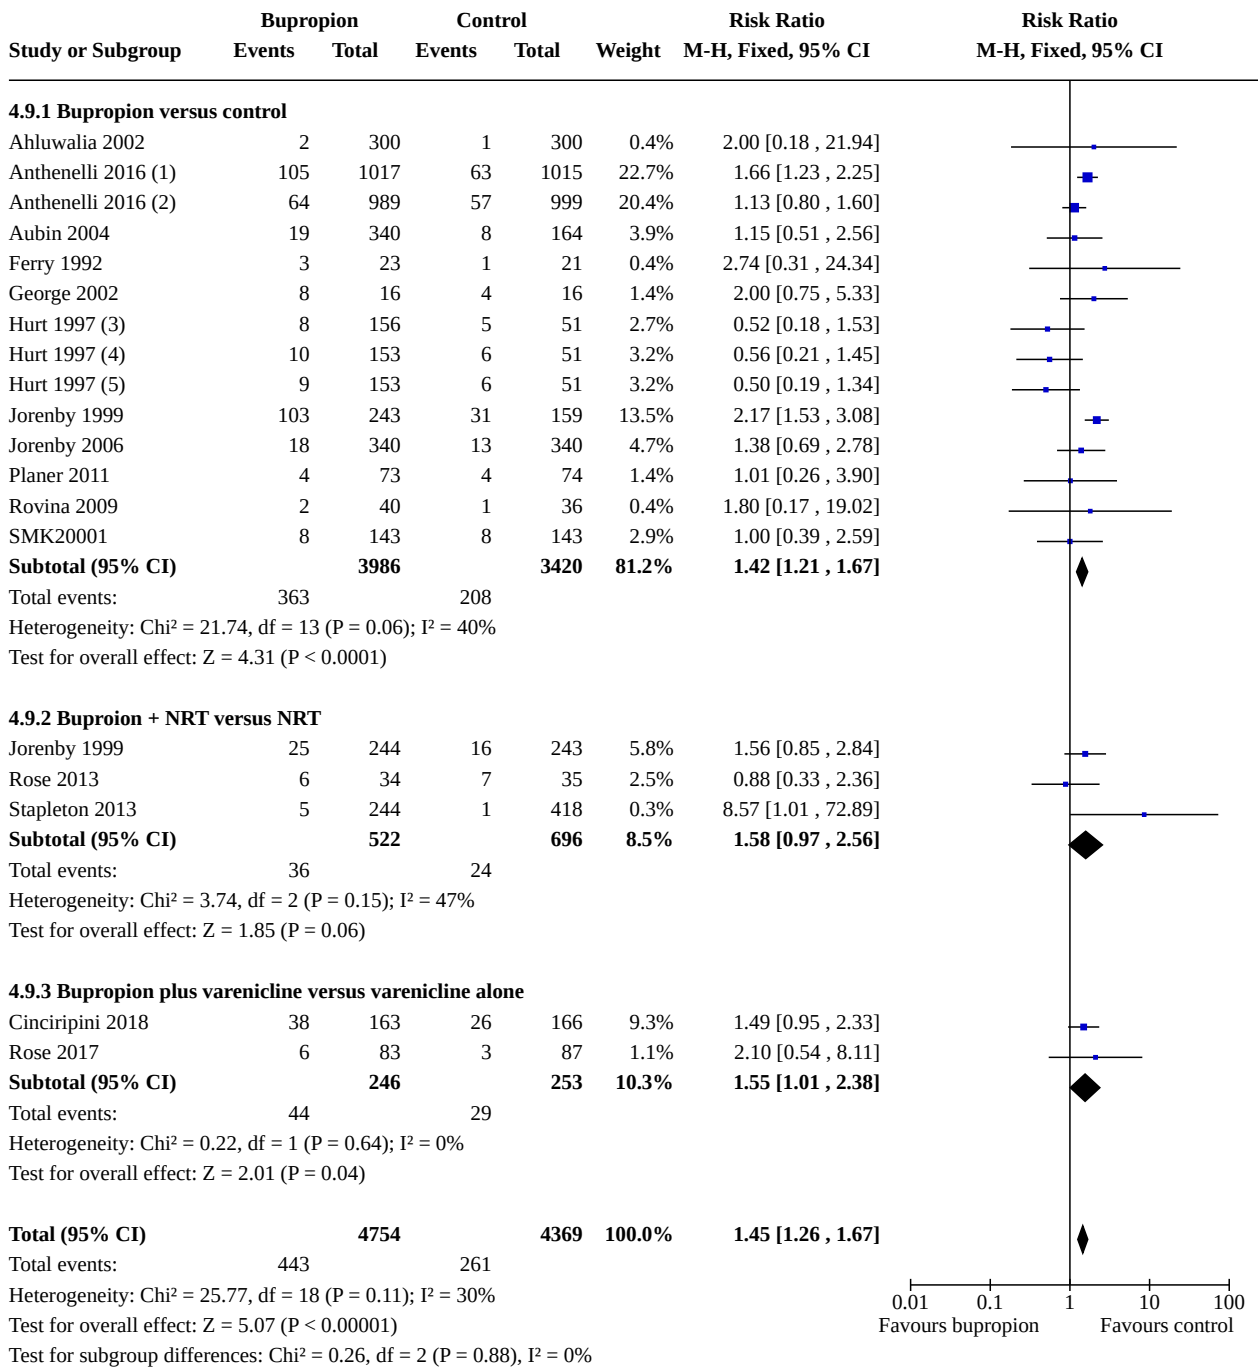 Bupropion Control Risk Ratio Risk Ratio
Study or Subgroup Events Total Events Total Weight M-H, Fixed, 95% CI M-H, Fixed, 95% CI
4.9.1 Bupropion versus control
Ahluwalia 2002 2 300 1 300 0.4% 2.00 [0.18 , 21.94]
Anthenelli 2016 (1) 105 1017 63 1015 22.7% 1.66 [1.23 , 2.25]
Anthenelli 2016 (2) 64 989 57 999 20.4% 1.13 [0.80 , 1.60]
Aubin 2004 19 340 8 164 3.9% 1.15 [0.51 , 2.56]
Ferry 1992 3 23 1 21 0.4% 2.74 [0.31 , 24.34]
George 2002 8 16 4 16 1.4% 2.00 [0.75 , 5.33]
Hurt 1997 (3) 8 156 5 51 2.7% 0.52 [0.18 , 1.53]
Hurt 1997 (4) 10 153 6 51 3.2% 0.56 [0.21 , 1.45]
Hurt 1997 (5) 9 153 6 51 3.2% 0.50 [0.19 , 1.34]
Jorenby 1999 103 243 31 159 13.5% 2.17 [1.53 , 3.08]
Jorenby 2006 18 340 13 340 4.7% 1.38 [0.69 , 2.78]
Planer 2011 4 73 4 74 1.4% 1.01 [0.26 , 3.90]
Rovina 2009 2 40 1 36 0.4% 1.80 [0.17 , 19.02]
SMK20001 8 143 8 143 2.9% 1.00 [0.39 , 2.59]
Subtotal (95% CI) 3986 3420 81.2% 1.42 [1.21 , 1.67]
Total events: 363 208
Heterogeneity: Chi² = 21.74, df = 13 (P = 0.06); I² = 40%
Test for overall effect: Z = 4.31 (P < 0.0001)
4.9.2 Buproion + NRT versus NRT
Jorenby 1999 25 244 16 243 5.8% 1.56 [0.85 , 2.84]
Rose 2013 6 34 7 35 2.5% 0.88 [0.33 , 2.36]
Stapleton 2013 5 244 1 418 0.3% 8.57 [1.01 , 72.89]
Subtotal (95% CI) 522 696 8.5% 1.58 [0.97 , 2.56]
Total events: 36 24
Heterogeneity: Chi² = 3.74, df = 2 (P = 0.15); I² = 47%
Test for overall effect: Z = 1.85 (P = 0.06)
4.9.3 Bupropion plus varenicline versus varenicline alone
Cinciripini 2018 38 163 26 166 9.3% 1.49 [0.95 , 2.33]
Rose 2017 6 83 3 87 1.1% 2.10 [0.54 , 8.11]
Subtotal (95% CI) 246 253 10.3% 1.55 [1.01 , 2.38]
Total events: 44 29
Heterogeneity: Chi² = 0.22, df = 1 (P = 0.64); I² = 0%
Test for overall effect: Z = 2.01 (P = 0.04)
Total (95% CI) 4754 4369 100.0% 1.45 [1.26 , 1.67]
Total events: 443 261
Heterogeneity: Chi² = 25.77, df = 18 (P = 0.11); I² = 30%
0.01 0.1 1 10 100
Test for overall effect: Z = 5.07 (P < 0.00001)
Favours bupropion Favours control
Test for subgroup differences: Chi² = 0.26, df = 2 (P = 0.88), I² = 0%